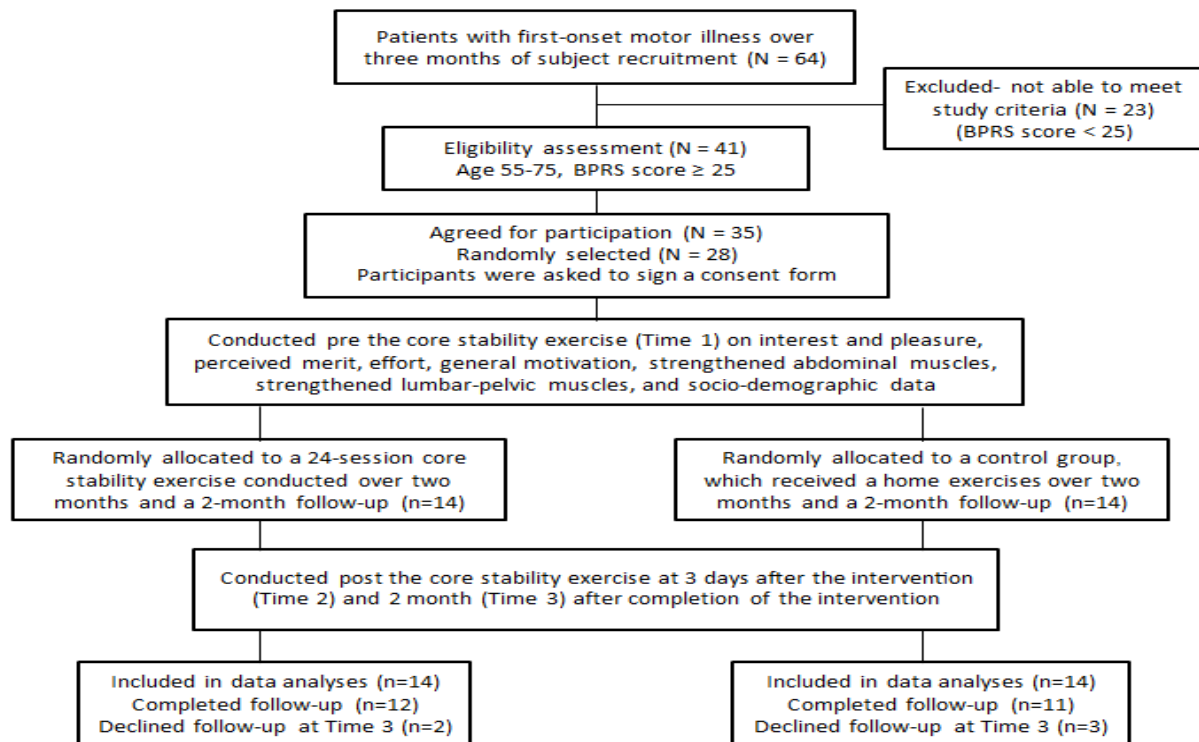 Patients with first-onset motor illness over
three months of subject recruitment (N = 64)
Excluded- not able to meet
study criteria (N = 23)
(BPRS score < 25)
Eligibility assessment (N = 41)
Age 55-75, BPRS score ≥ 25
Agreed for participation (N = 35)
Randomly selected (N = 28)
Participants were asked to sign a consent form
Conducted pre the core stability exercise (Time 1) on interest and pleasure,
perceived merit, effort, general motivation, strengthened abdominal muscles,
strengthened lumbar-pelvic muscles, and socio-demographic data
Randomly allocated to a 24-session core
stability exercise conducted over two
months and a 2-month follow-up (n=14)
Randomly allocated to a control group,
which received a home exercises over two
months and a 2-month follow-up (n=14)
Conducted post the core stability exercise at 3 days after the intervention
(Time 2) and 2 month (Time 3) after completion of the intervention
Included in data analyses (n=14)
Completed follow-up (n=12)
Declined follow-up at Time 3 (n=2)
Included in data analyses (n=14)
Completed follow-up (n=11)
Declined follow-up at Time 3 (n=3)